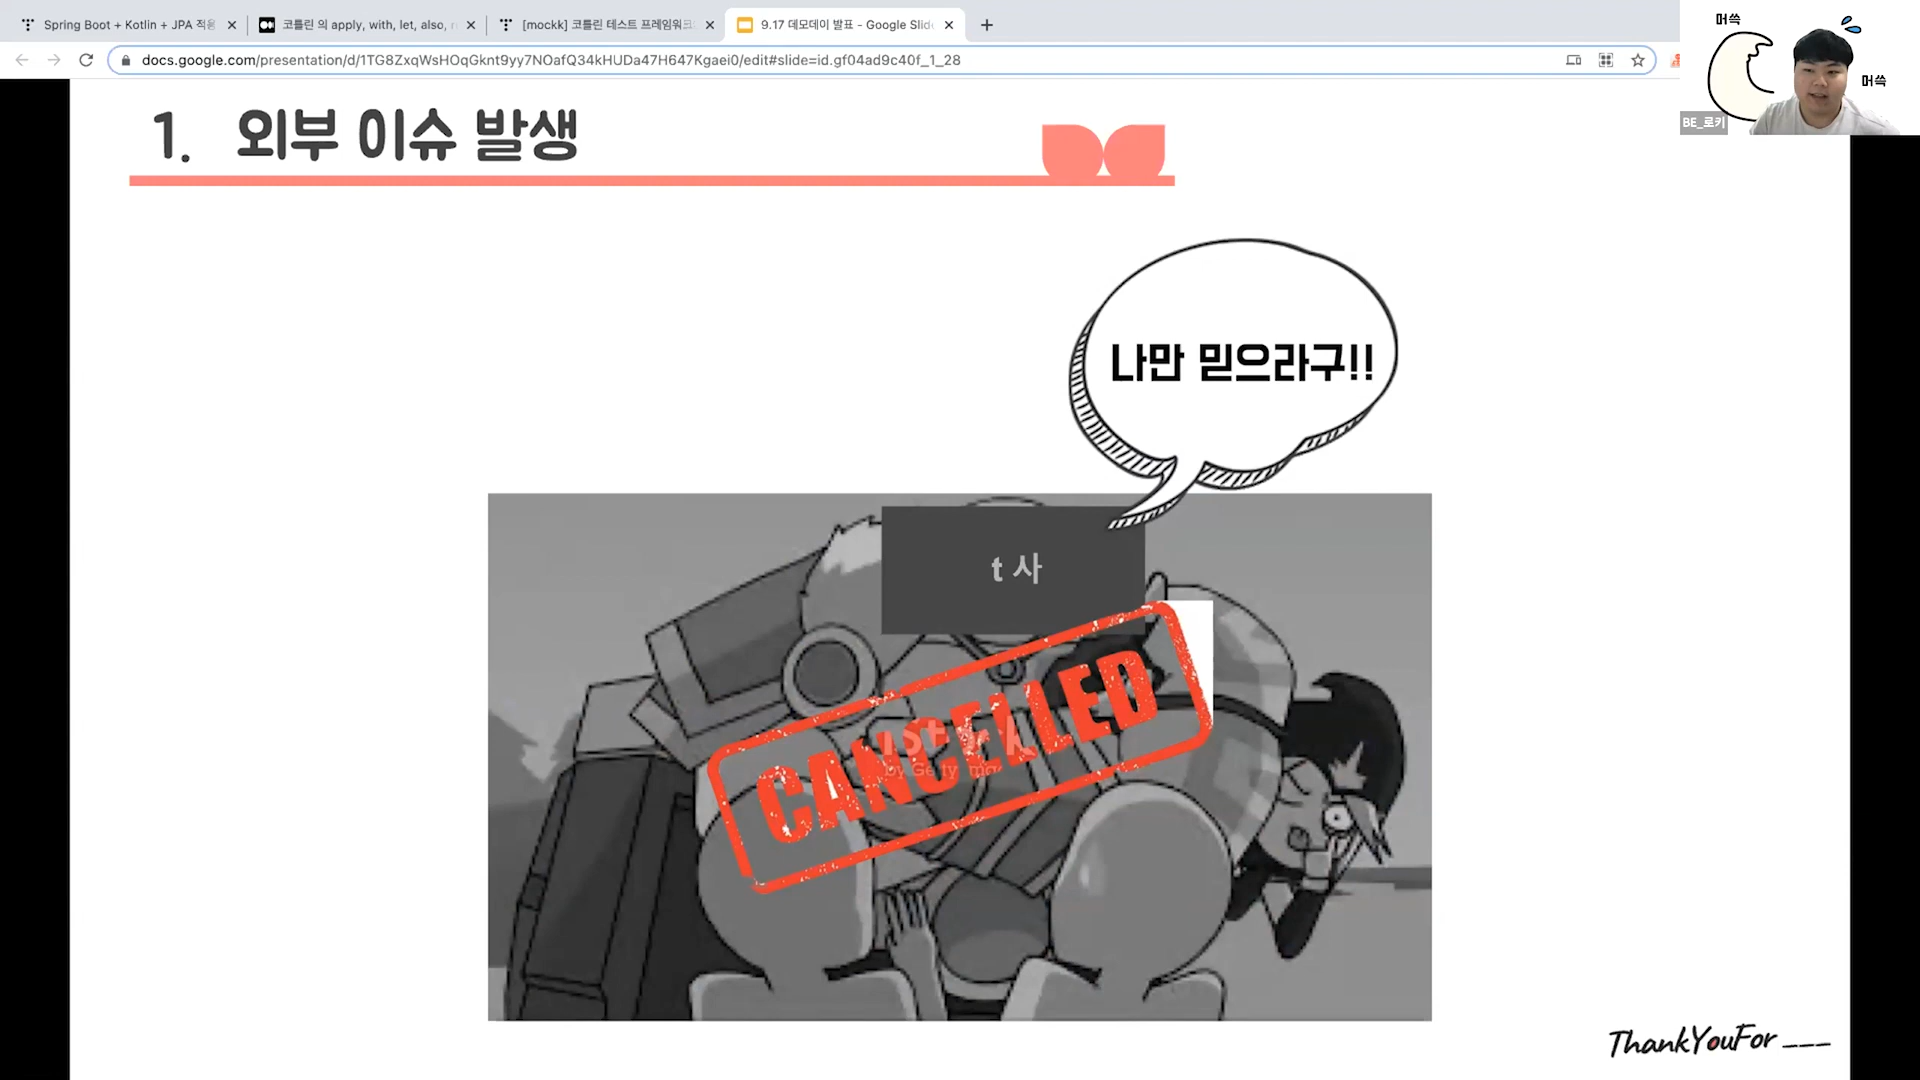 Spring Boot + Kotlin + JPA 적용
코틀린 의 apply, with, let, also, r
[mockk] 코틀린 테스트 프레임워크
9.17 데모데이 발표 - Google Slid
docs.google.com/presentation/d/1TG8ZxqWsHOqGknt9yy7NOafQ34kHUDa47H647Kgaei0/edit#slide=id.gf04ad9c40f_1_28
머쓱
머쓱
BE_로키
1. 외부 이슈 발생
나만 믿으라구!!
t 사
CANCELLED
ThankYouFor ___